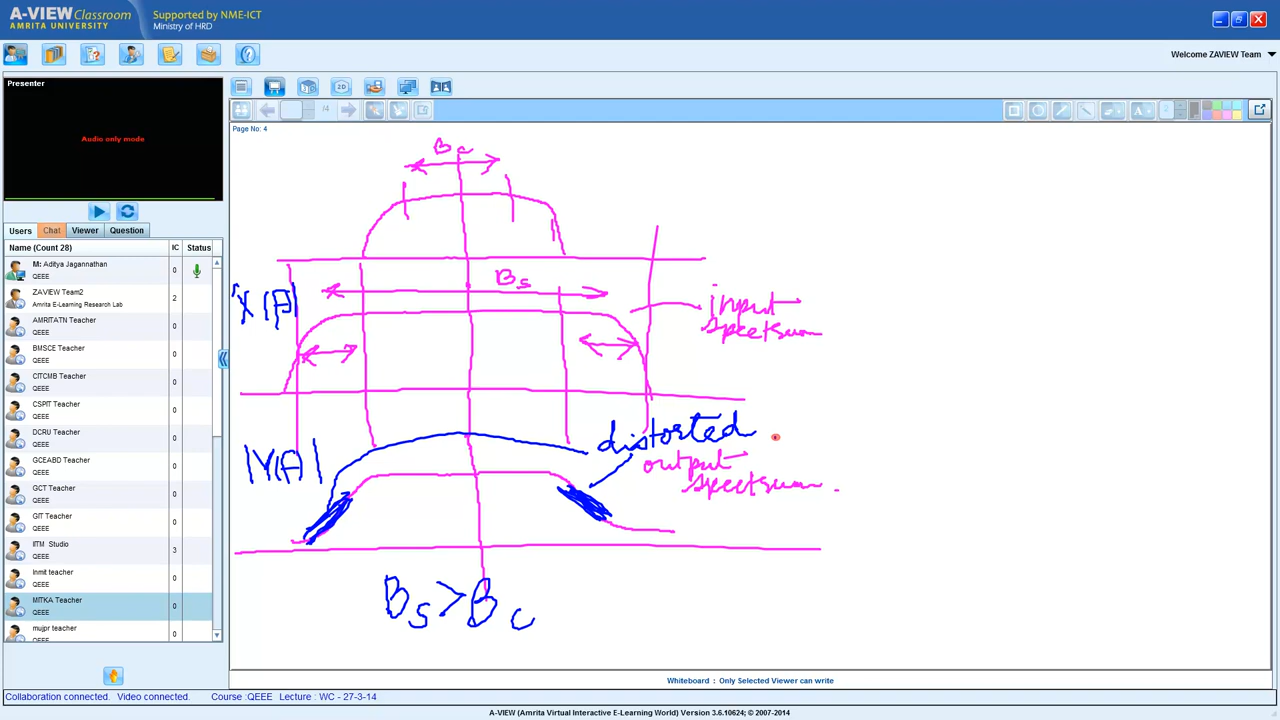 A-VIEW Classroom
AMRITA UNIVERSITY
Supported by NME-ICT
Ministry of HRD
Welcome ZAVIEW Team
Presenter
Audio only mode
Users Chat Viewer Question
Name (Count 28) IC Status
M: Aditya Jagannathan 0
QEEE
ZAVIEW Team2 2
Amrita E-Learning Research Lab
AMRITATN Teacher 0
QEEE
BMSCE Teacher 0
QEEE
CITCMB Teacher 0
QEEE
CSPIT Teacher 0
QEEE
DCRU Teacher 0
QEEE
GCEABD Teacher 0
QEEE
GCT Teacher 0
QEEE
GIT Teacher 0
QEEE
IITM Studio 3
QEEE
Inmit teacher 0
QEEE
MITKA Teacher 0
QEEE
mujpr teacher 0
QEEE
2D
/4
A
2
Page No: 4
Bc
Bs
input
spectrum
distorted
output
spectrum.
Bs>Bc
Whiteboard : Only Selected Viewer can write
Collaboration connected. Video connected. Course :QEEE Lecture : WC - 27-3-14
A-VIEW (Amrita Virtual Interactive E-Learning World) Version 3.6.10624; © 2007-2014